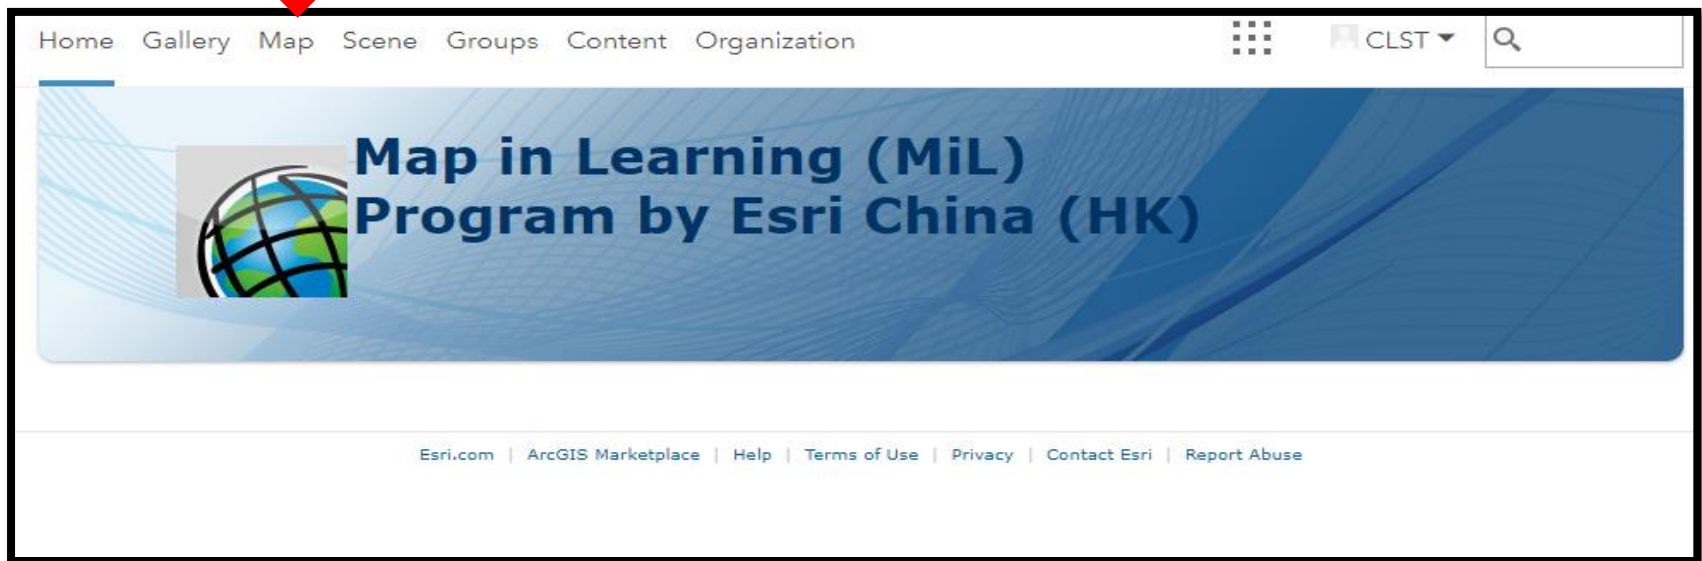 Home Gallery Map Scene Groups Content Organization CLST
Map in Learning (MiL)
Program by Esri China (HK)
Esri.com | ArcGIS Marketplace | Help | Terms of Use | Privacy | Contact Esri | Report Abuse